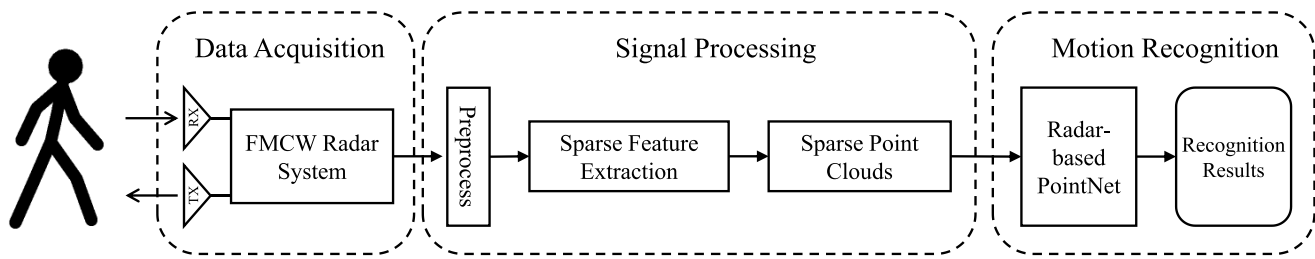 Data Acquisition
RX
TX
FMCW Radar
System
Signal Processing
Preprocess
Sparse Feature
Extraction
Sparse Point
Clouds
Motion Recognition
Radar-
based
PointNet
Recognition
Results